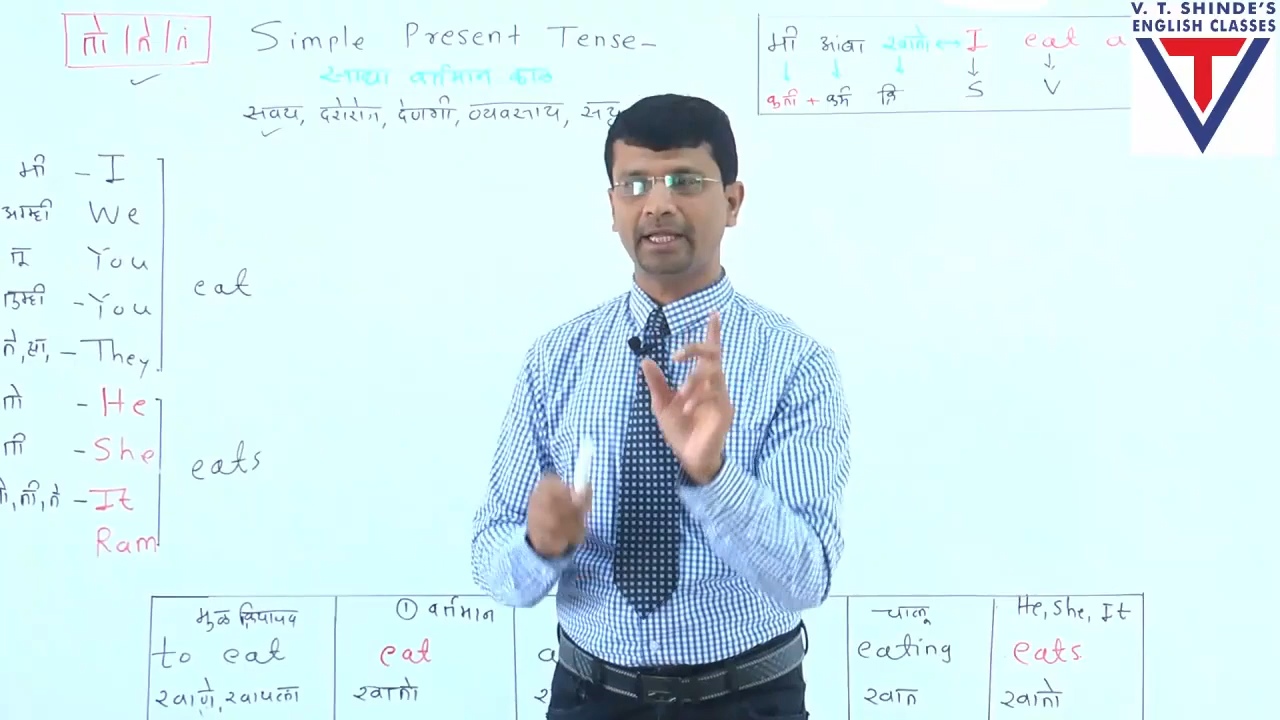 तो / ते / त Simple Present Tense-
साधा वर्तमान काळ
सवय, दररोज, देणगी, व्यवसाय,
मी आंबा खातो I eat
कर्ता + कर्म क्रि S V
V. T. SHINDE'S
ENGLISH CLASSES
VT
मी - I
आम्ही We
तू You
तुम्ही - You
ते, त्या, - They
eat
तो - He
ती - She
तो, ती, ते - It
Ram
eats
मुळ क्रियापद
to eat
खाणे, खायला
① वर्तमान
eat
खातो
चालू
eating
खात
He, She, It
eats
खातो